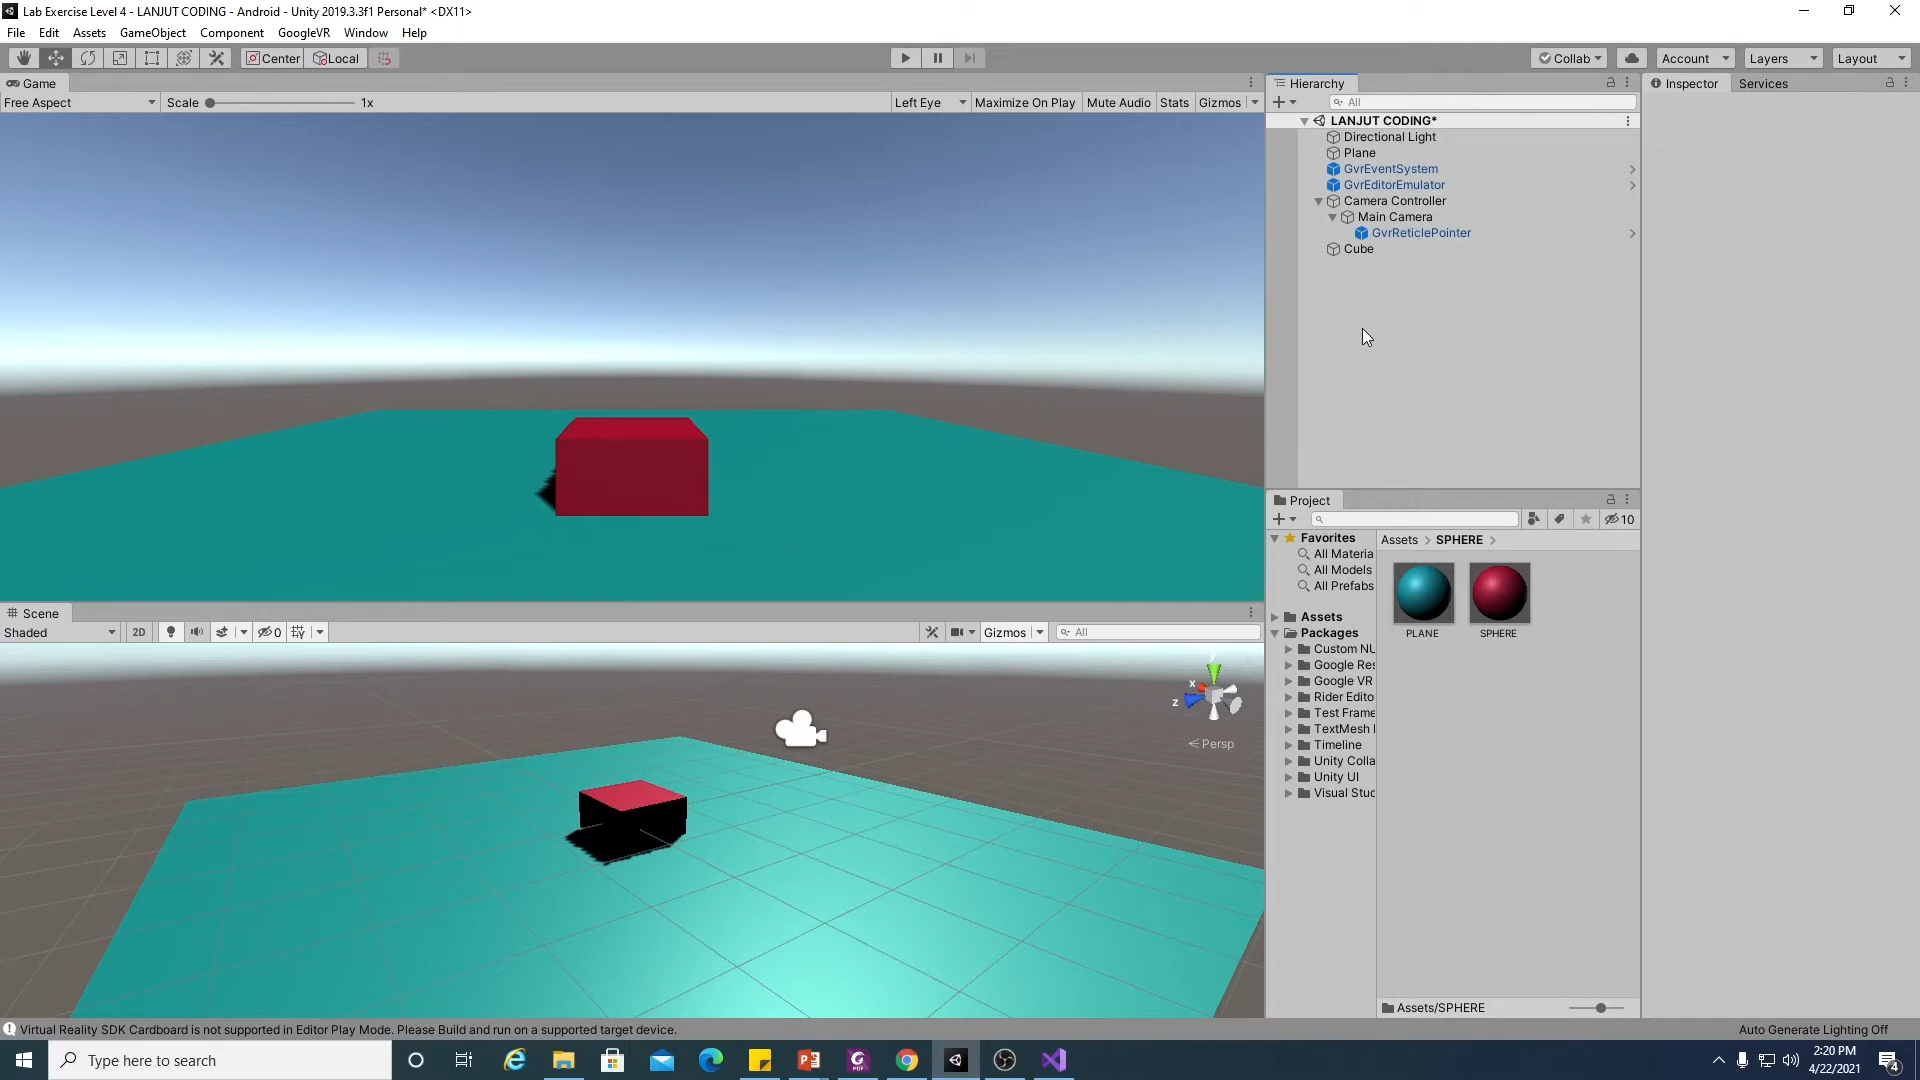 Lab Exercise Level 4 - LANJUT CODING - Android - Unity 2019.3.3f1 Personal* <DX11>
File Edit Assets GameObject Component GoogleVR Window Help
Center Local Collab Account Layers Layout
Game
Free Aspect Scale 1x Left Eye Maximize On Play Mute Audio Stats Gizmos
Hierarchy
All
LANJUT CODING*
Directional Light
Plane
GvrEventSystem
GvrEditorEmulator
Camera Controller
Main Camera
GvrReticlePointer
Cube
Inspector Services
Project
10
Favorites
All Materia
All Models
All Prefabs
Assets
Packages
Custom NU
Google Res
Google VR
Rider Edito
Test Frame
TextMesh
Timeline
Unity Colla
Unity UI
Visual Stud
Assets > SPHERE >
PLANE SPHERE
Assets/SPHERE
Scene
Shaded 2D 0 Gizmos All
y
x
z
Persp
Virtual Reality SDK Cardboard is not supported in Editor Play Mode. Please Build and run on a supported target device.
Auto Generate Lighting Off
Type here to search
2:20 PM
4/22/2021
4